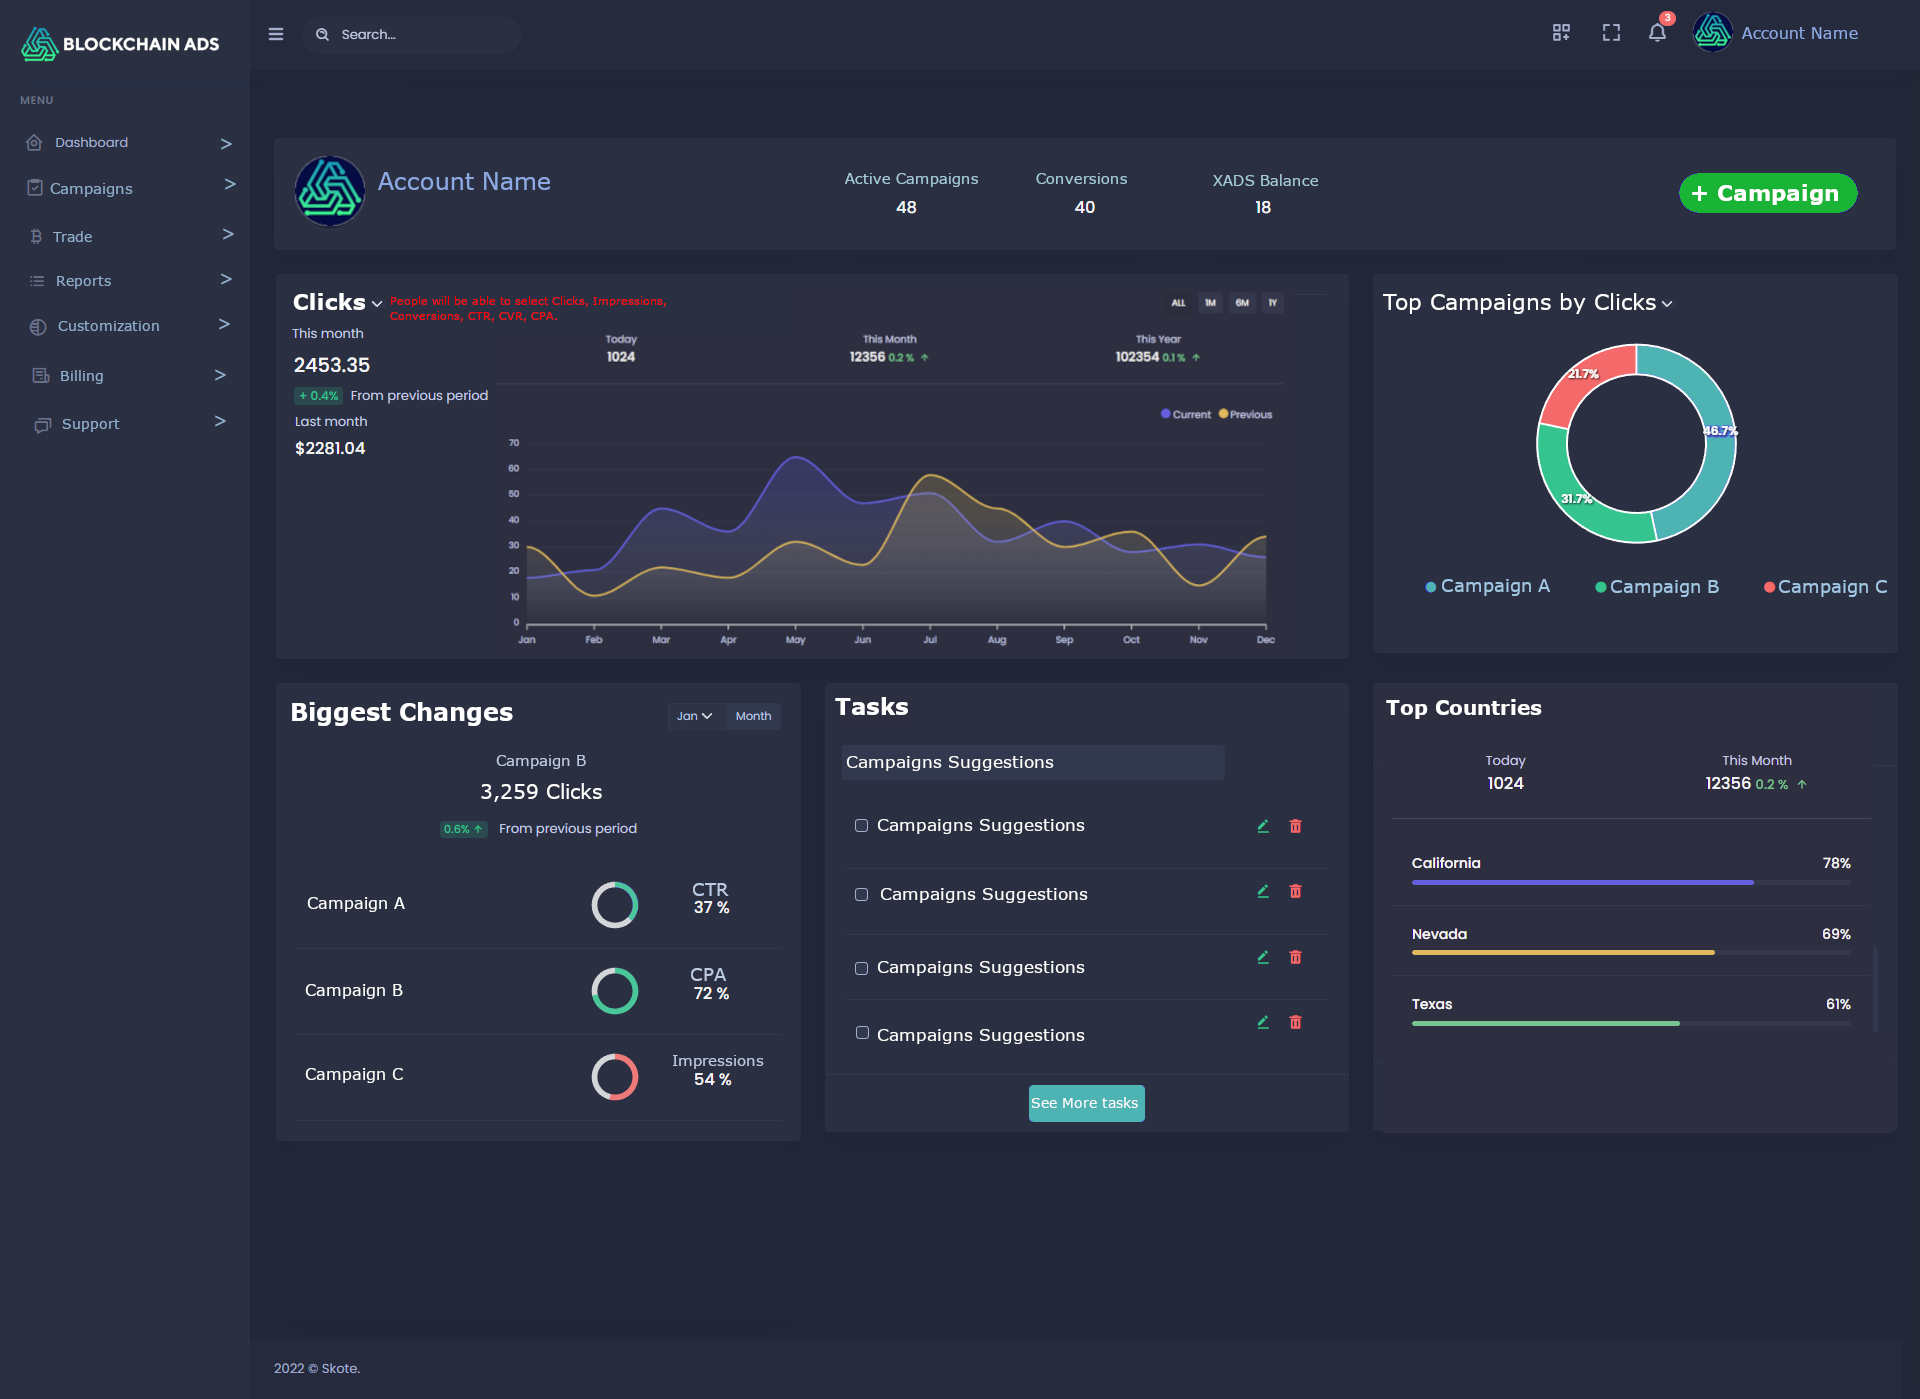 BLOCKCHAIN ADS
Search...
3
Account Name
MENU
Dashboard >
Campaigns >
Trade >
Reports >
Customization >
Billing >
Support >
Account Name
Active Campaigns
48
Conversions
40
XADS Balance
18
+ Campaign
Clicks
People will be able to select Clicks, Impressions,
Conversions, CTR, CVR, CPA.
ALL 1M 6M 1Y
This month
2453.35
+ 0.4% From previous period
Last month
$2281.04
Today
1024
This Month
12356 0.2 % ↑
This Year
102354 0.1 % ↑
Current Previous
70
60
50
40
30
20
10
0
Jan Feb Mar Apr May Jun Jul Aug Sep Oct Nov Dec
Top Campaigns by Clicks
21.7%
46.7%
31.7%
Campaign A Campaign B Campaign C
Biggest Changes
Jan Month
Campaign B
3,259 Clicks
0.6% ↑ From previous period
Campaign A
CTR
37 %
Campaign B
CPA
72 %
Campaign C
Impressions
54 %
Tasks
Campaigns Suggestions
Campaigns Suggestions
Campaigns Suggestions
Campaigns Suggestions
Campaigns Suggestions
See More tasks
Top Countries
Today
1024
This Month
12356 0.2 % ↑
California 78%
Nevada 69%
Texas 61%
2022 © Skote.